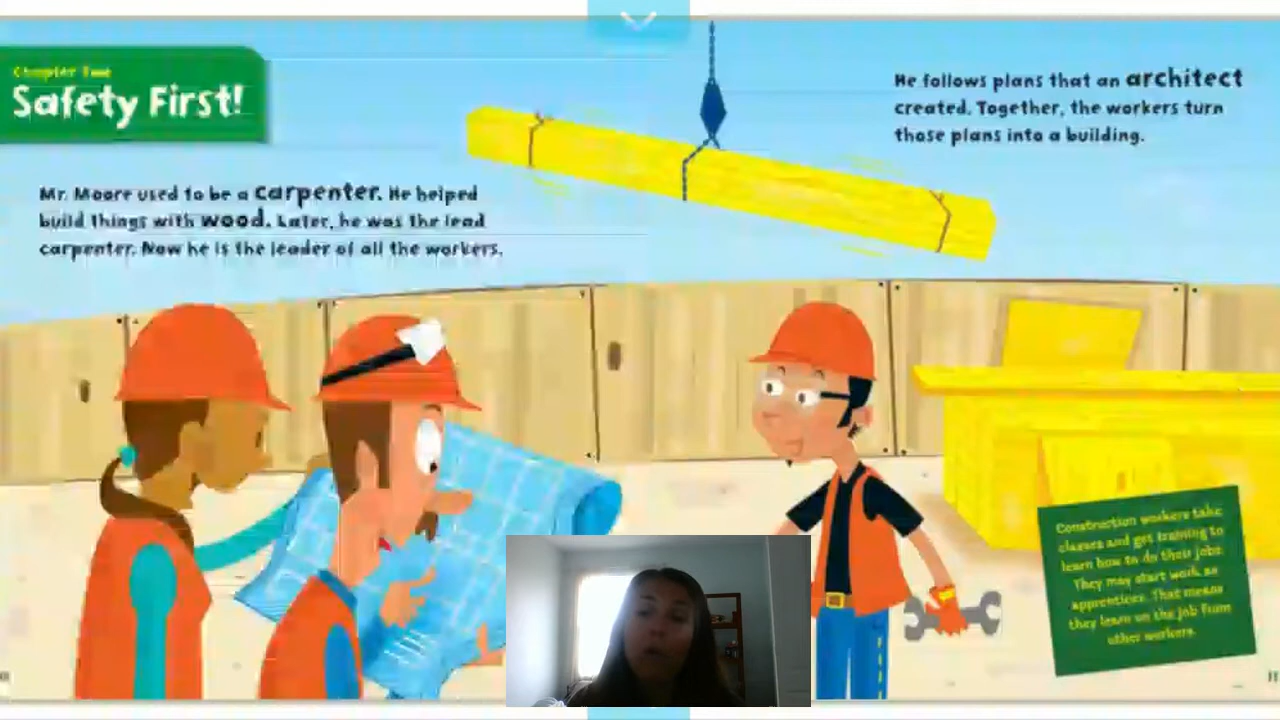 Chapter Two
Safety First!
Mr. Moore used to be a carpenter. He helped
build things with wood. Later, he was the lead
carpenter. Now he is the leader of all the workers.
He follows plans that an architect
created. Together, the workers turn
those plans into a building.
Construction workers take
classes and get training to
learn how to do their jobs.
They may start work as
apprentices. That means
they learn on the job from
other workers.
11